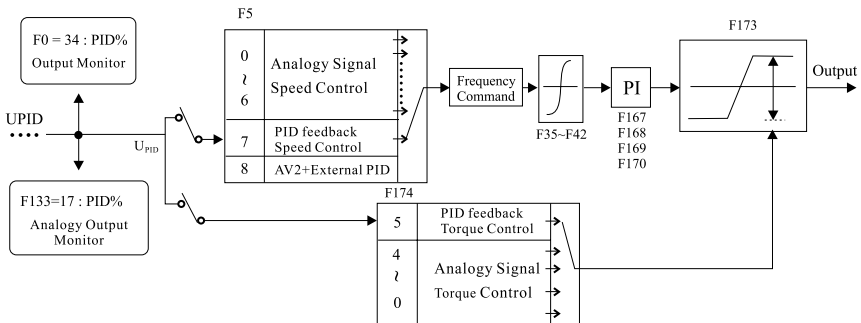 F5
F173
F0 = 34 : PID%
Output Monitor
0
~
6
Analogy Signal
Speed Control
Frequency
Command
PI
Output
UPID
UPID
7
PID feedback
Speed Control
F35~F42
F167
F168
F169
F170
8
AV2+External PID
F133=17 : PID%
Analogy Output
Monitor
F174
5
PID feedback
Torque Control
4
~
0
Analogy Signal
Torque Control